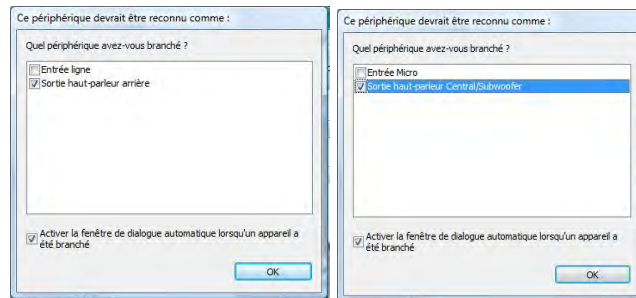 Ce périphérique devrait être reconnu comme :
Quel périphérique avez-vous branché ?
Entrée ligne
Sortie haut-parleur arrière
Activer la fenêtre de dialogue automatique lorsqu'un appareil a
été branché
OK
Ce périphérique devrait être reconnu comme :
Quel périphérique avez-vous branché ?
Entrée Micro
Sortie haut-parleur Central/Subwoofer
Activer la fenêtre de dialogue automatique lorsqu'un appareil a
été branché
OK